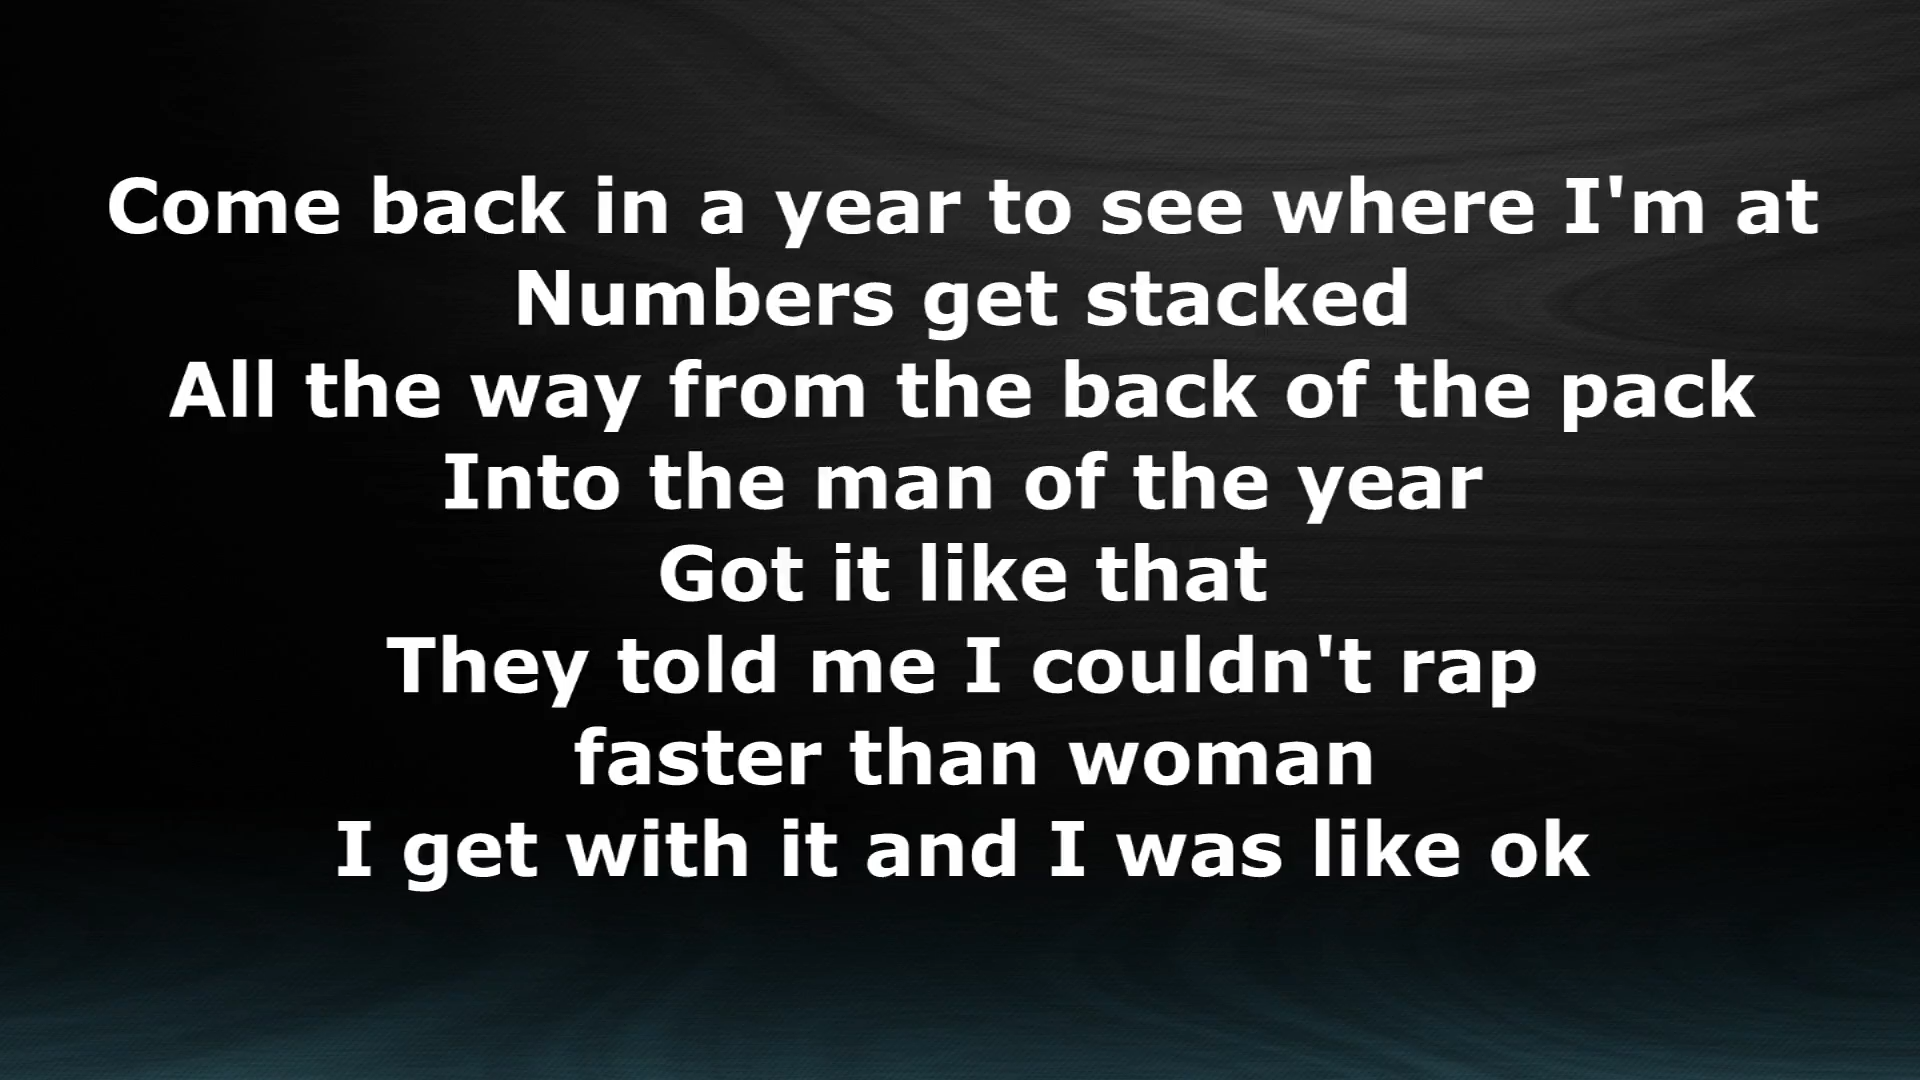 Come back in a year to see where I'm at
Numbers get stacked
All the way from the back of the pack
Into the man of the year
Got it like that
They told me I couldn't rap
faster than woman
I get with it and I was like ok